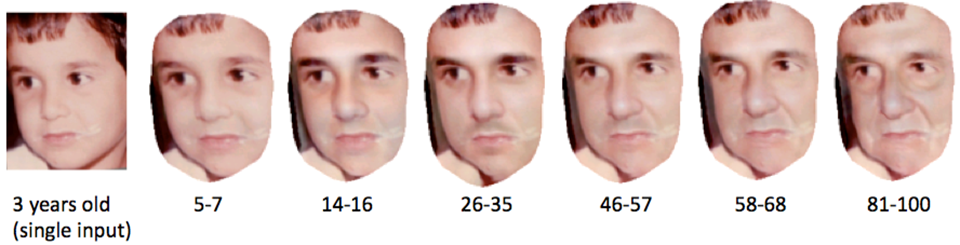 3 years old 5-7 14-16 26-35 46-57 58-68 81-100
(single input)